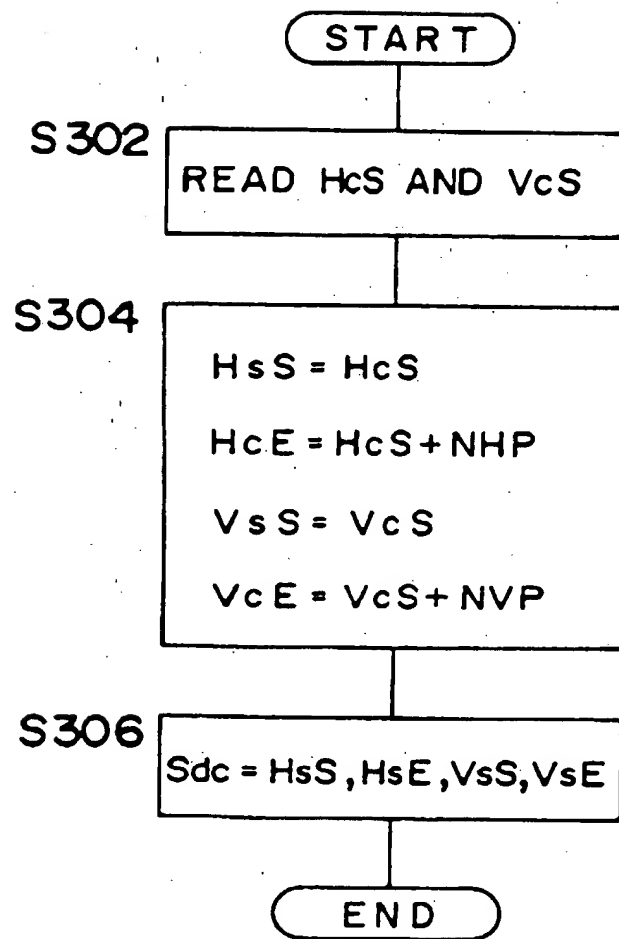 START
S302
READ HcS AND VcS
S304
HsS = HcS
HcE = HcS + NHP
VsS = VcS
VcE = VcS + NVP
S306
Sdc = HsS, HsE, VsS, VsE
END